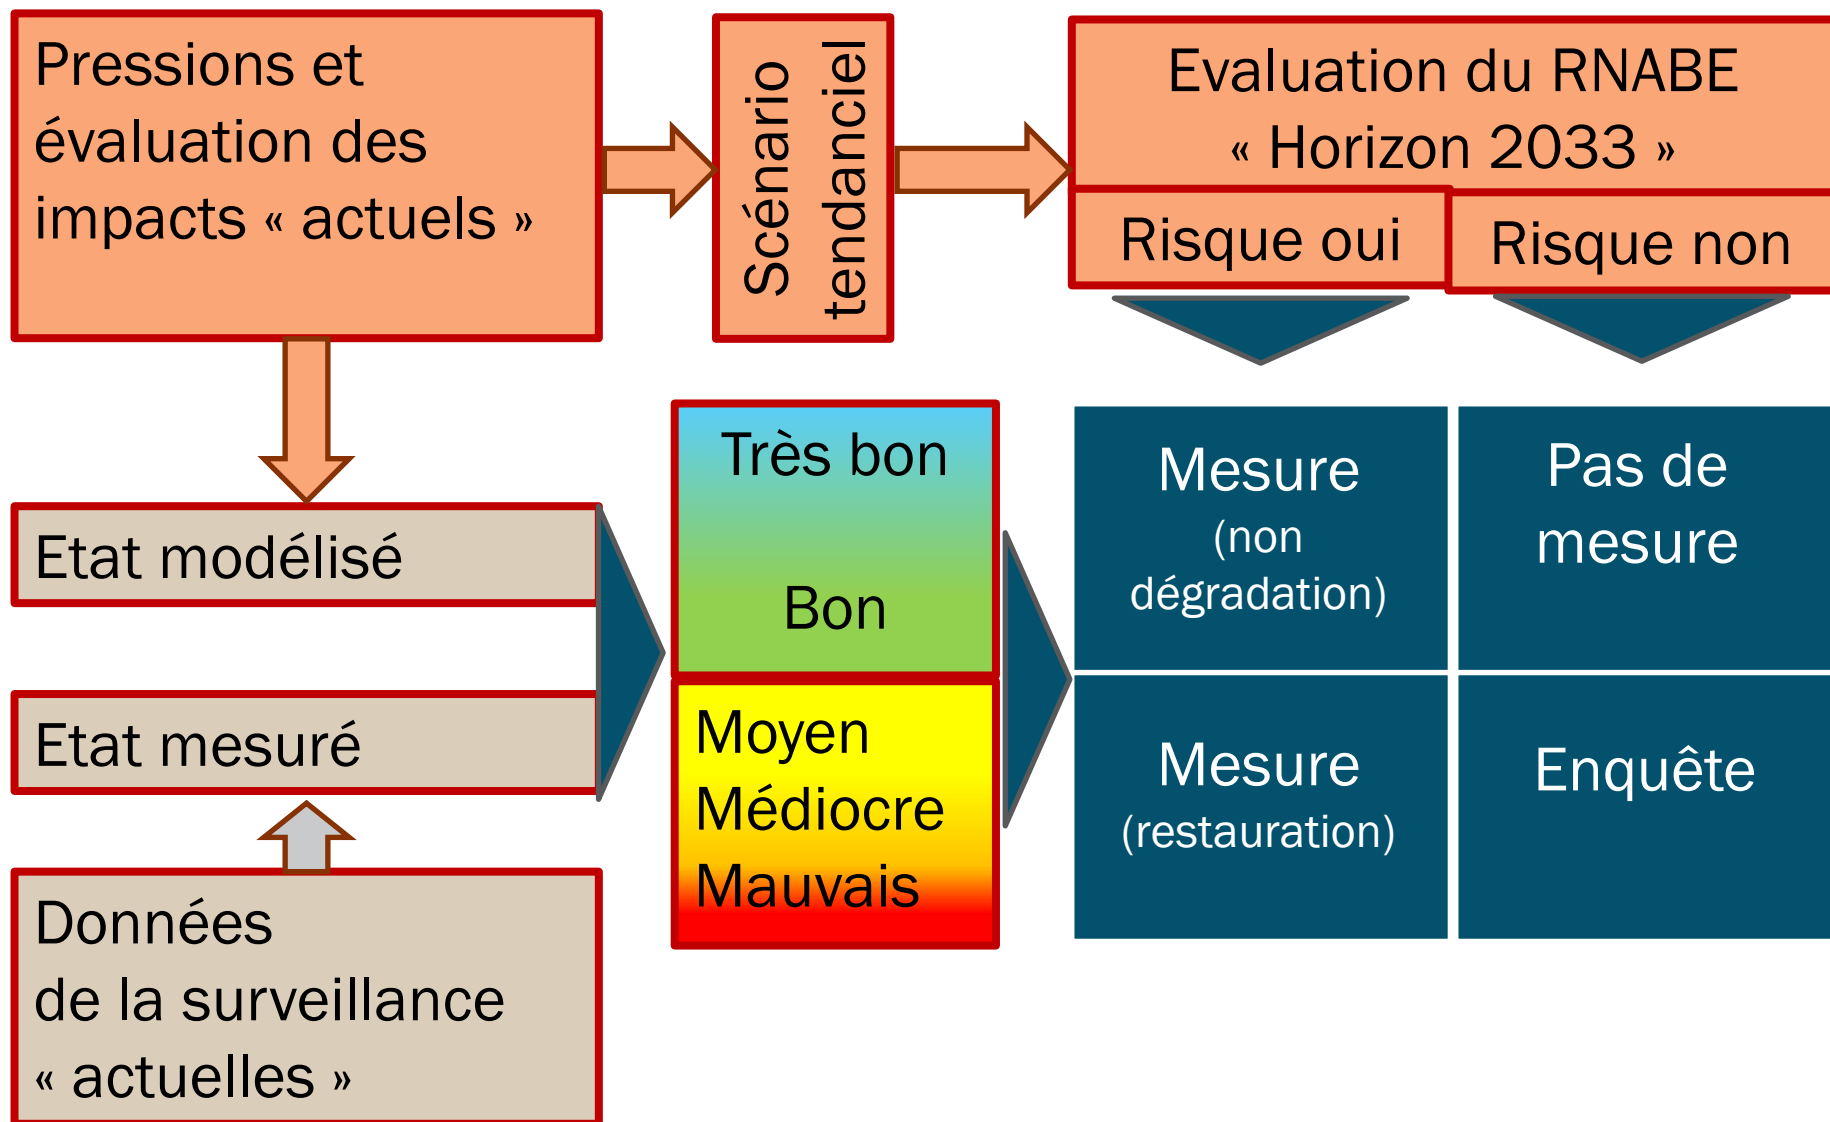 Pressions et
évaluation des
impacts « actuels »
Scénario
tendanciel
Evaluation du RNABE
« Horizon 2033 »
Risque oui
Risque non
Etat modélisé
Etat mesuré
Données
de la surveillance
« actuelles »
Très bon
Bon
Moyen
Médiocre
Mauvais
Mesure
(non
dégradation)
Pas de
mesure
Mesure
(restauration)
Enquête